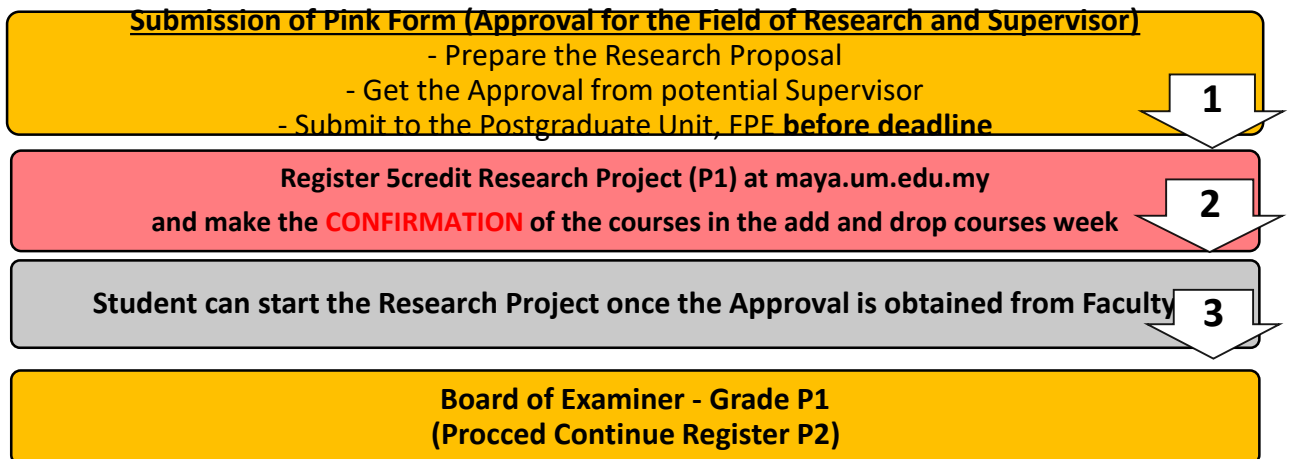 Submission of Pink Form (Approval for the Field of Research and Supervisor)
- Prepare the Research Proposal
- Get the Approval from potential Supervisor
- Submit to the Postgraduate Unit, FPE before deadline
1
Register 5credit Research Project (P1) at maya.um.edu.my
and make the CONFIRMATION of the courses in the add and drop courses week
2
Student can start the Research Project once the Approval is obtained from Faculty
3
Board of Examiner - Grade P1
(Procced Continue Register P2)